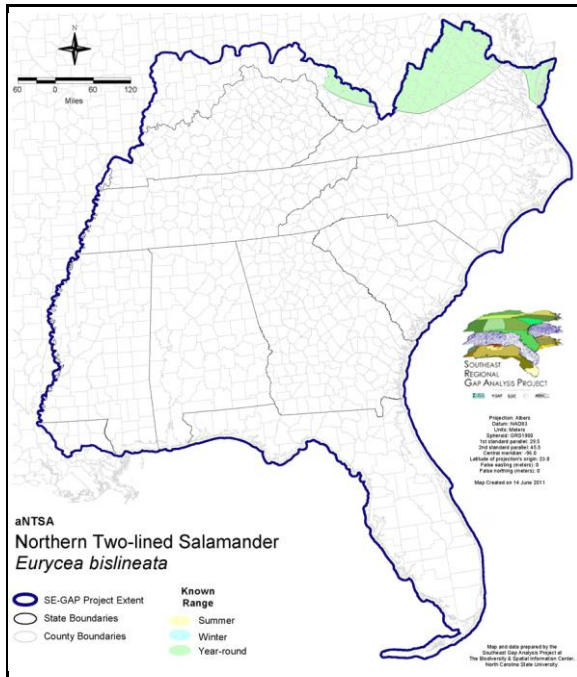 N
60 0 60 120
Miles
SOUTHEAST
REGIONAL
GAP ANALYSIS PROJECT
Projection: Albers
Datum: NAD83
Units: Meters
Spheroid: GRS1980
1st standard parallel: 29.5
2nd standard parallel: 45.5
Central meridian: -96.0
Latitude of projection's origin: 23.0
False easting (meters): 0
False northing (meters): 0
Map Created on 14 June 2011
aNTSA
Northern Two-lined Salamander
Eurycea bislineata
SE-GAP Project Extent
State Boundaries
County Boundaries
Known
Range
Summer
Winter
Year-round
Map and data prepared by the
Southeast Gap Analysis Project at
The Biodiversity & Spatial Information Center,
North Carolina State University.